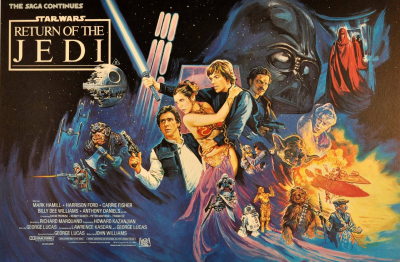 THE SAGA CONTINUES
STAR WARS
RETURN OF THE
JEDI
MARK HAMILL • HARRISON FORD • CARRIE FISHER
BILLY DEE WILLIAMS • ANTHONY DANIELS
RICHARD MARQUAND HOWARD KAZANJIAN
GEORGE LUCAS LAWRENCE KASDAN GEORGE LUCAS
GEORGE LUCAS JOHN WILLIAMS